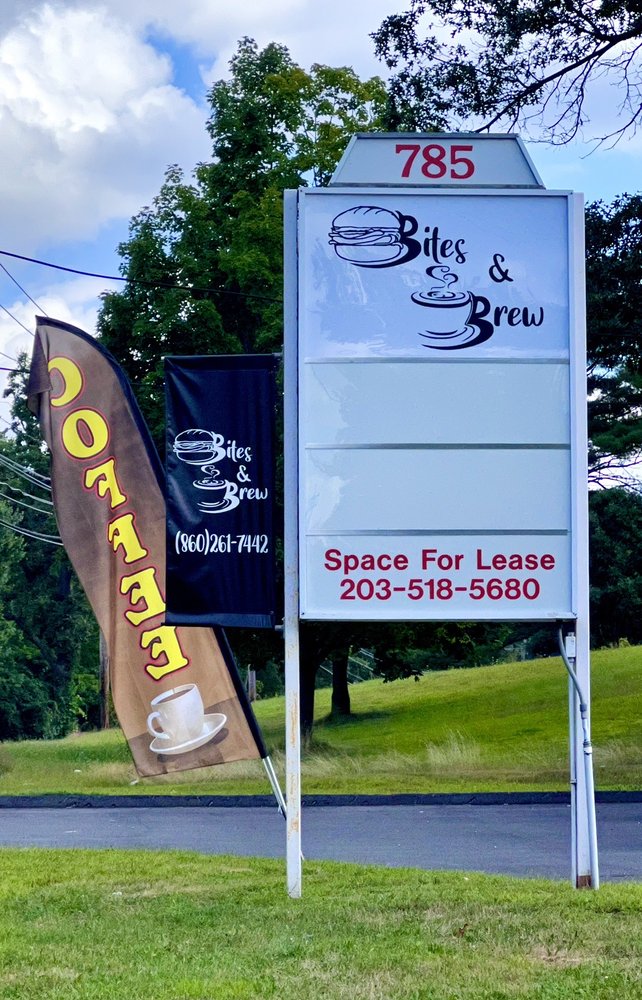 785
Bites
&
Brew
Space For Lease
203-518-5680
Bites
&
Brew
(860)261-7442
COFFEE